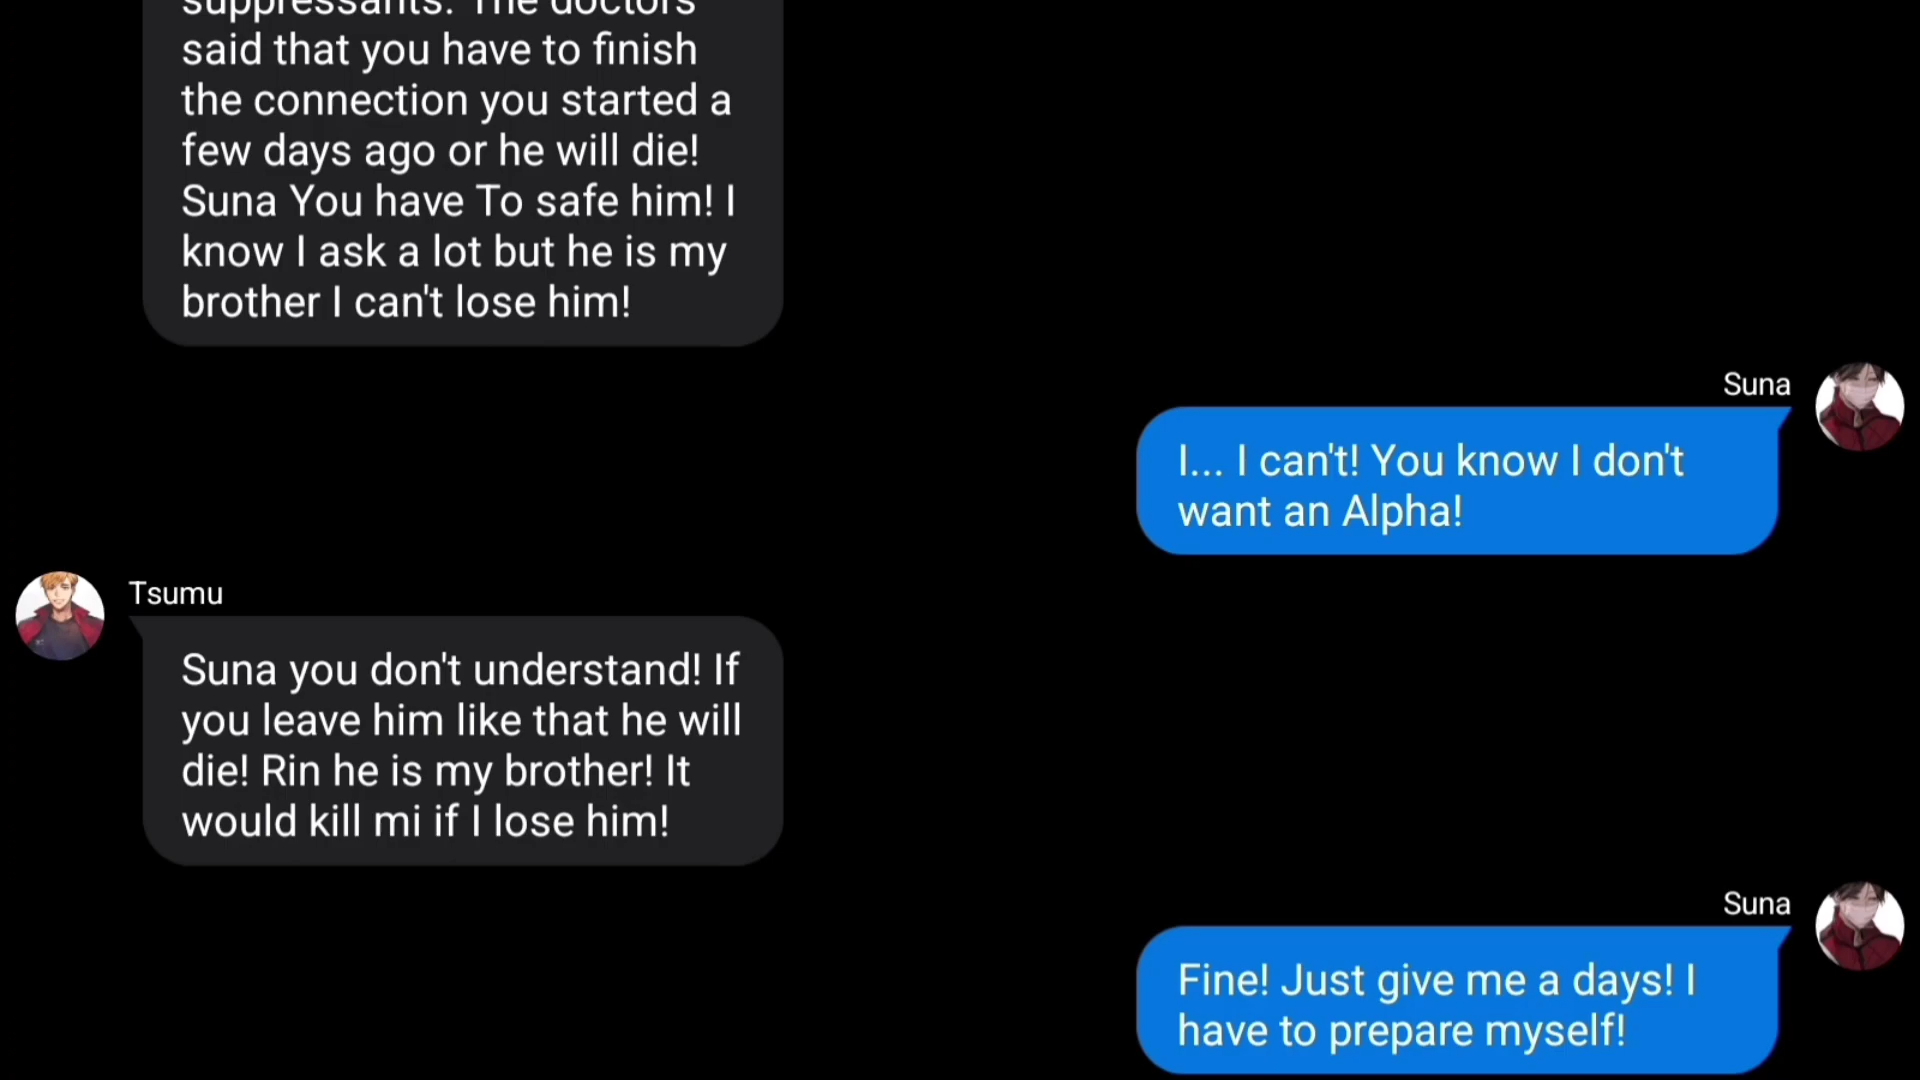 suppressants. The doctors
said that you have to finish
the connection you started a
few days ago or he will die!
Suna You have To safe him! I
know I ask a lot but he is my
brother I can't lose him!
Suna
I... I can't! You know I don't
want an Alpha!
Tsumu
Suna you don't understand! If
you leave him like that he will
die! Rin he is my brother! It
would kill mi if I lose him!
Suna
Fine! Just give me a days! I
have to prepare myself!